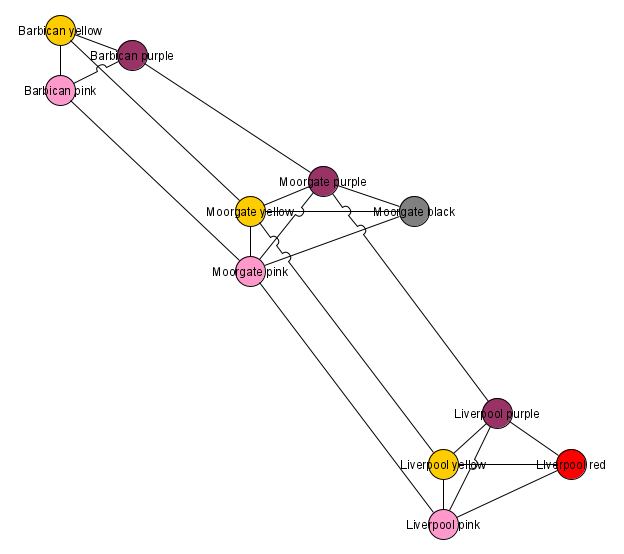 Barbican yellow
Barbican purple
Barbican pink
Moorgate purple
Moorgate yellow
Moorgate black
Moorgate pink
Liverpool purple
Liverpool yellow
Liverpool red
Liverpool pink